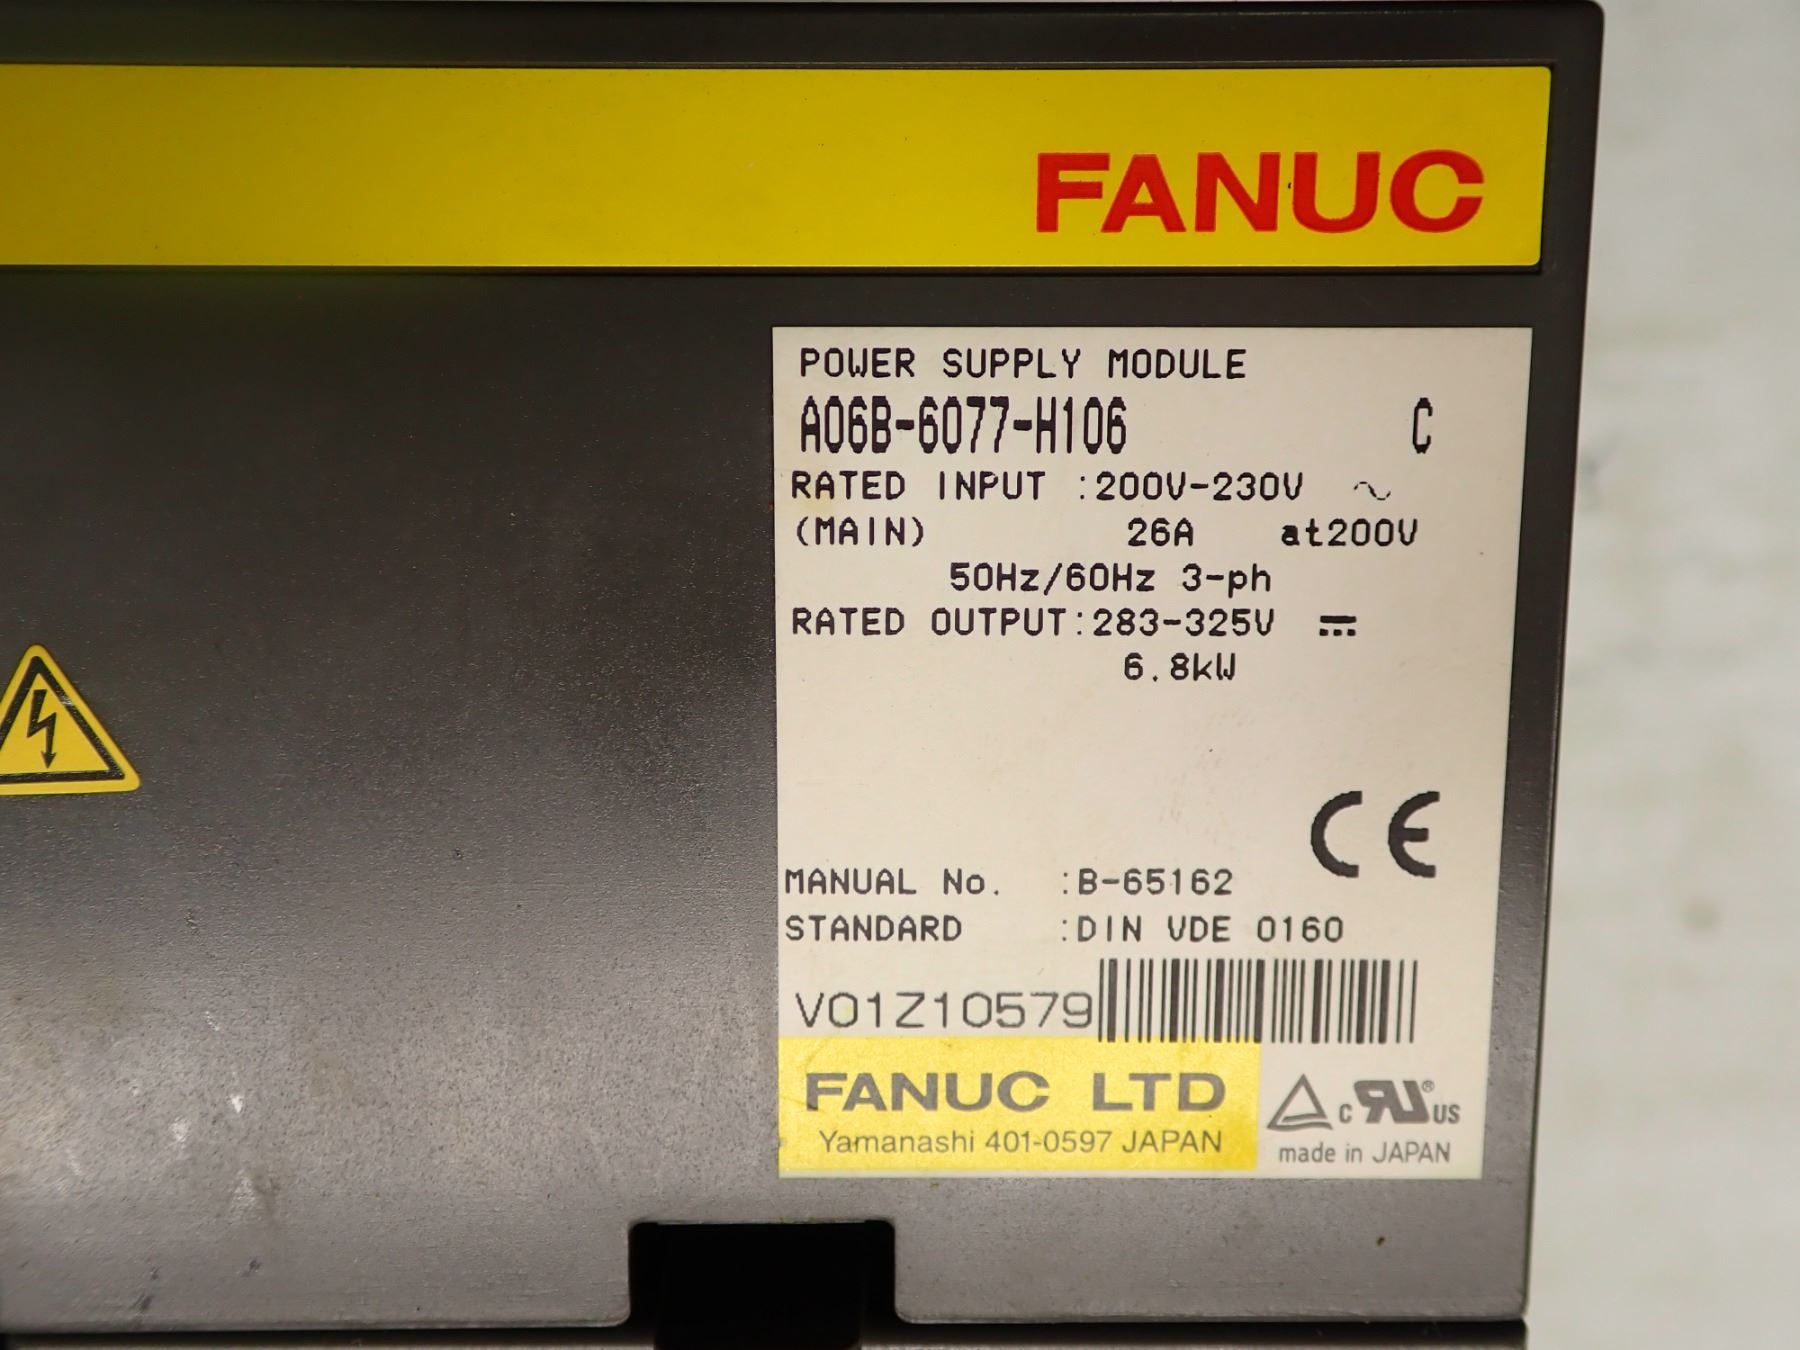 FANUC
POWER SUPPLY MODULE
A06B-6077-H106 C
RATED INPUT :200V-230V
(MAIN) 26A at200V
50Hz/60Hz 3-ph
RATED OUTPUT:283-325V
6.8kW
CE
MANUAL No. :B-65162
STANDARD :DIN VDE 0160
V01Z10579
FANUC LTD
Yamanashi 401-0597 JAPAN
c RU® US
made in JAPAN